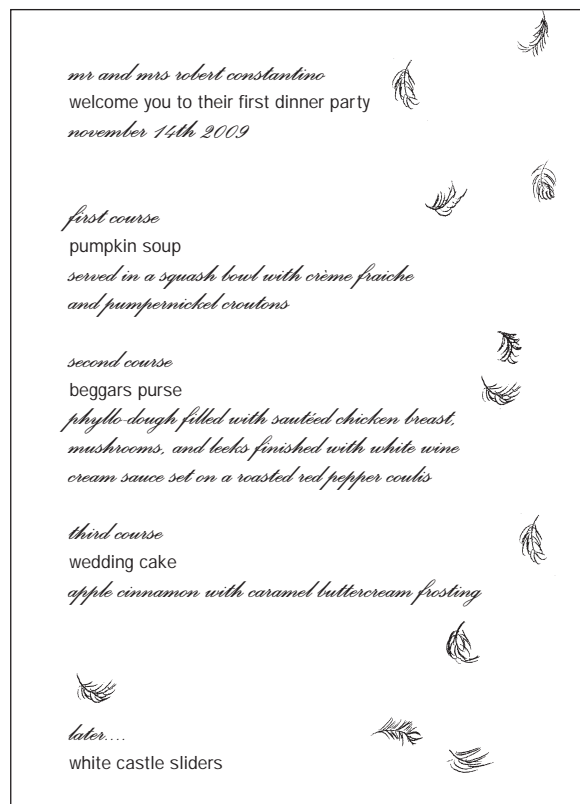 mr and mrs robert constantino
welcome you to their first dinner party
november 14th 2009
first course
pumpkin soup
served in a squash bowl with crème fraiche
and pumpernickel croutons
second course
beggars purse
phyllo-dough filled with sautéed chicken breast,
mushrooms, and leeks finished with white wine
cream sauce set on a roasted red pepper coulis
third course
wedding cake
apple cinnamon with caramel buttercream frosting
later....
white castle sliders